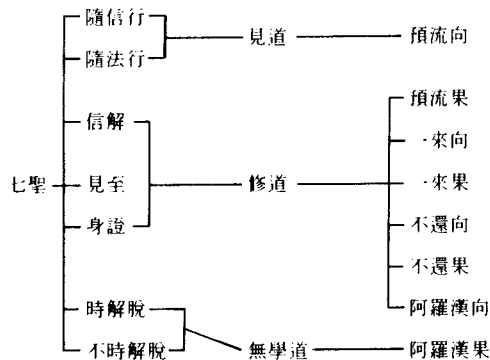 隨信行 見道 預流向
隨法行
預流果
信解 一來向
七聖 見至 修道 一來果
身證 不還向
不還果
時解脫 阿羅漢向
不時解脫 無學道 阿羅漢果